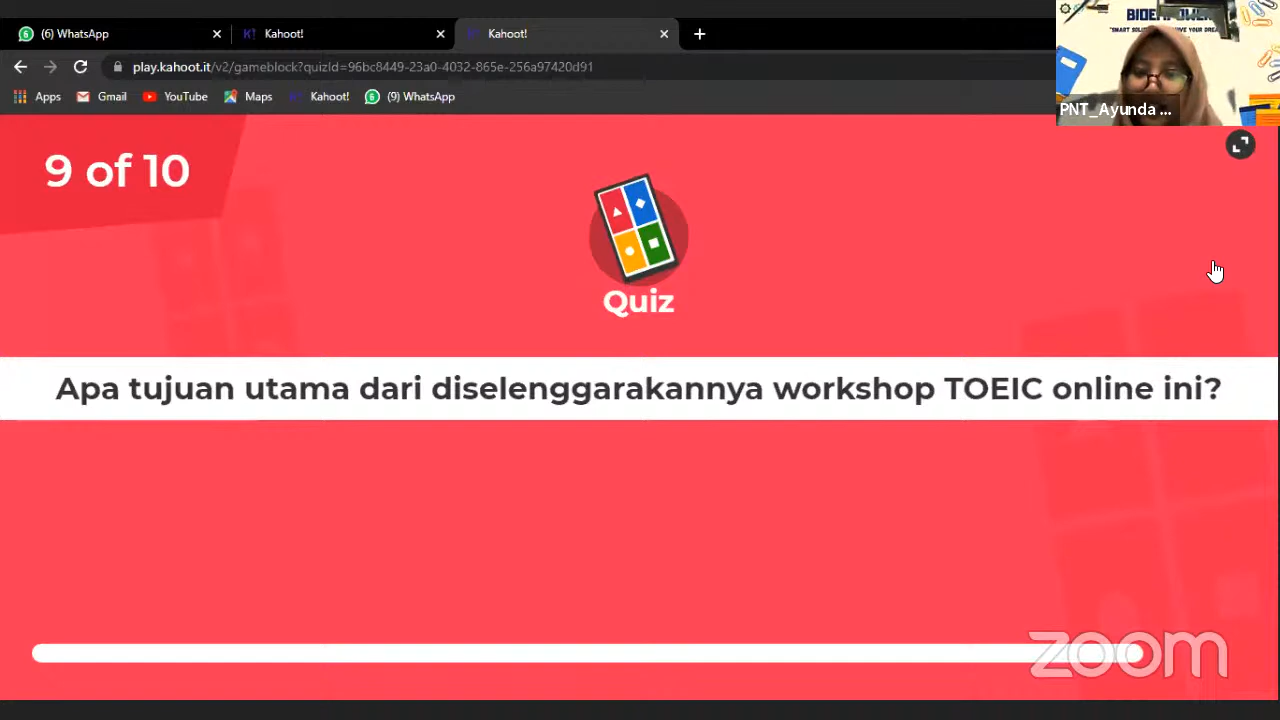 (6) WhatsApp
Kahoot!
Kahoot!
play.kahoot.it/v2/gameblock?quizId=96bc8449-23a0-4032-865e-256a97420d91
Apps
Gmail
YouTube
Maps
Kahoot!
(9) WhatsApp
PNT_Ayunda ...
9 of 10
Quiz
Apa tujuan utama dari diselenggarakannya workshop TOEIC online ini?
zoom